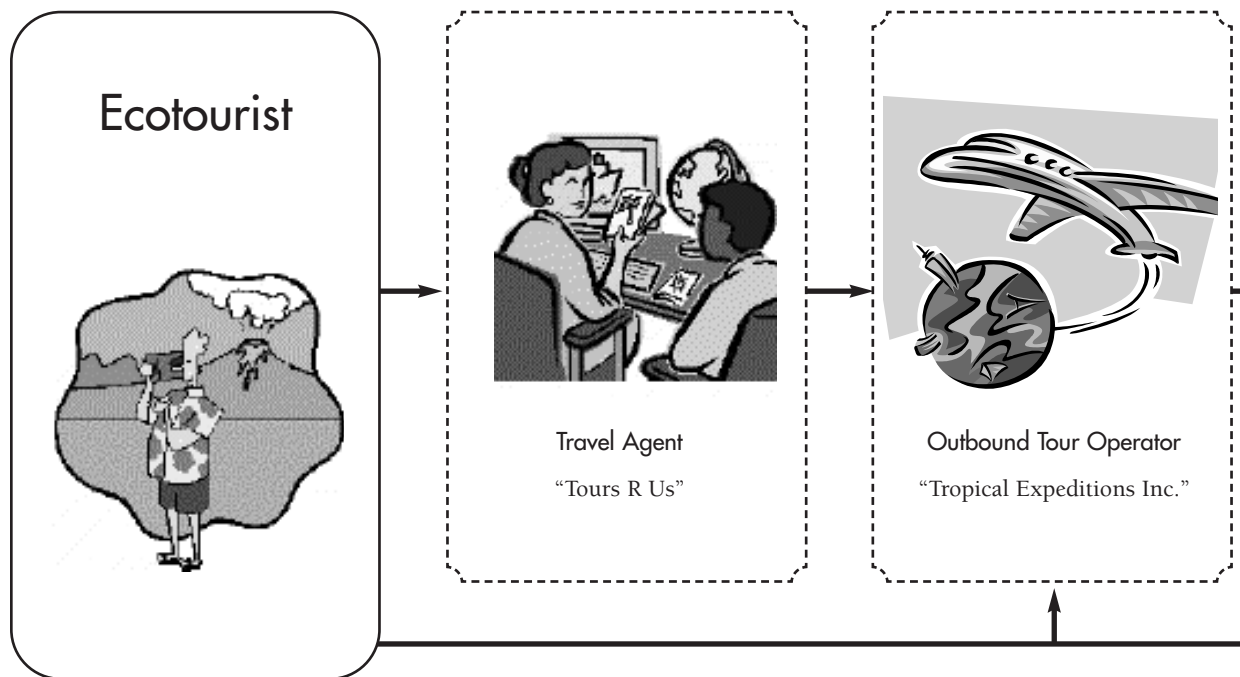 Ecotourist
Travel Agent
“Tours R Us”
Outbound Tour Operator
“Tropical Expeditions Inc.”